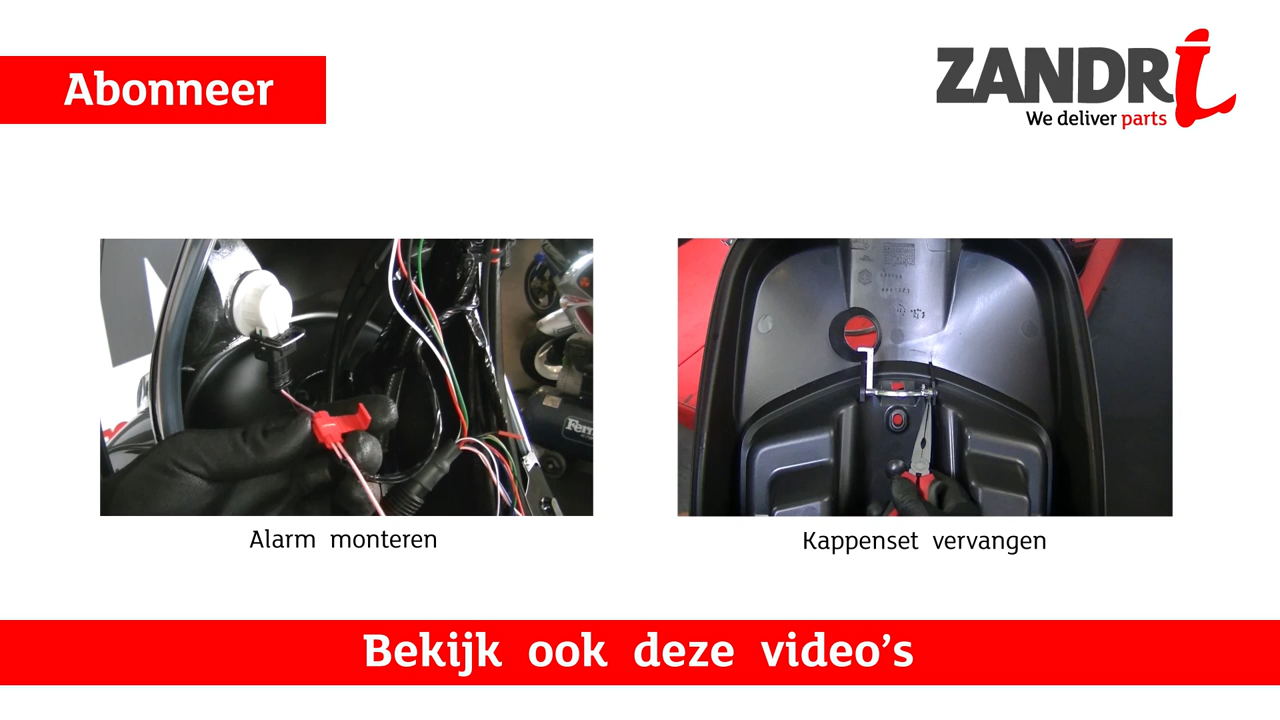 Abonneer
ZANDRi
We deliver parts
Alarm monteren
Kappenset vervangen
Bekijk ook deze video's